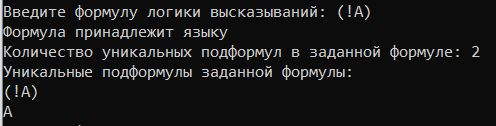 Введите формулу логики высказываний: (!A)
Формула принадлежит языку
Количество уникальных подформул в заданной формуле: 2
Уникальные подформулы заданной формулы:
(!A)
A